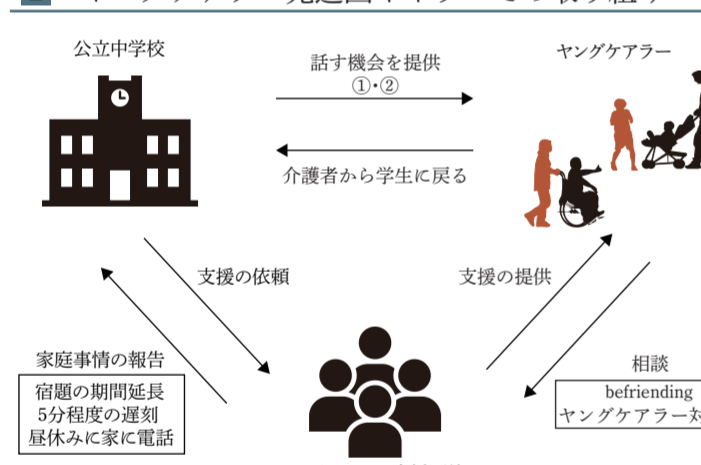 公立中学校
ヤングケアラー
話す機会を提供
①・②
介護者から学生に戻る
支援の依頼
支援の提供
家庭事情の報告
宿題の期間延長
5分程度の遅刻
昼休みに家に電話
相談
befriending
ヤングケアラー対